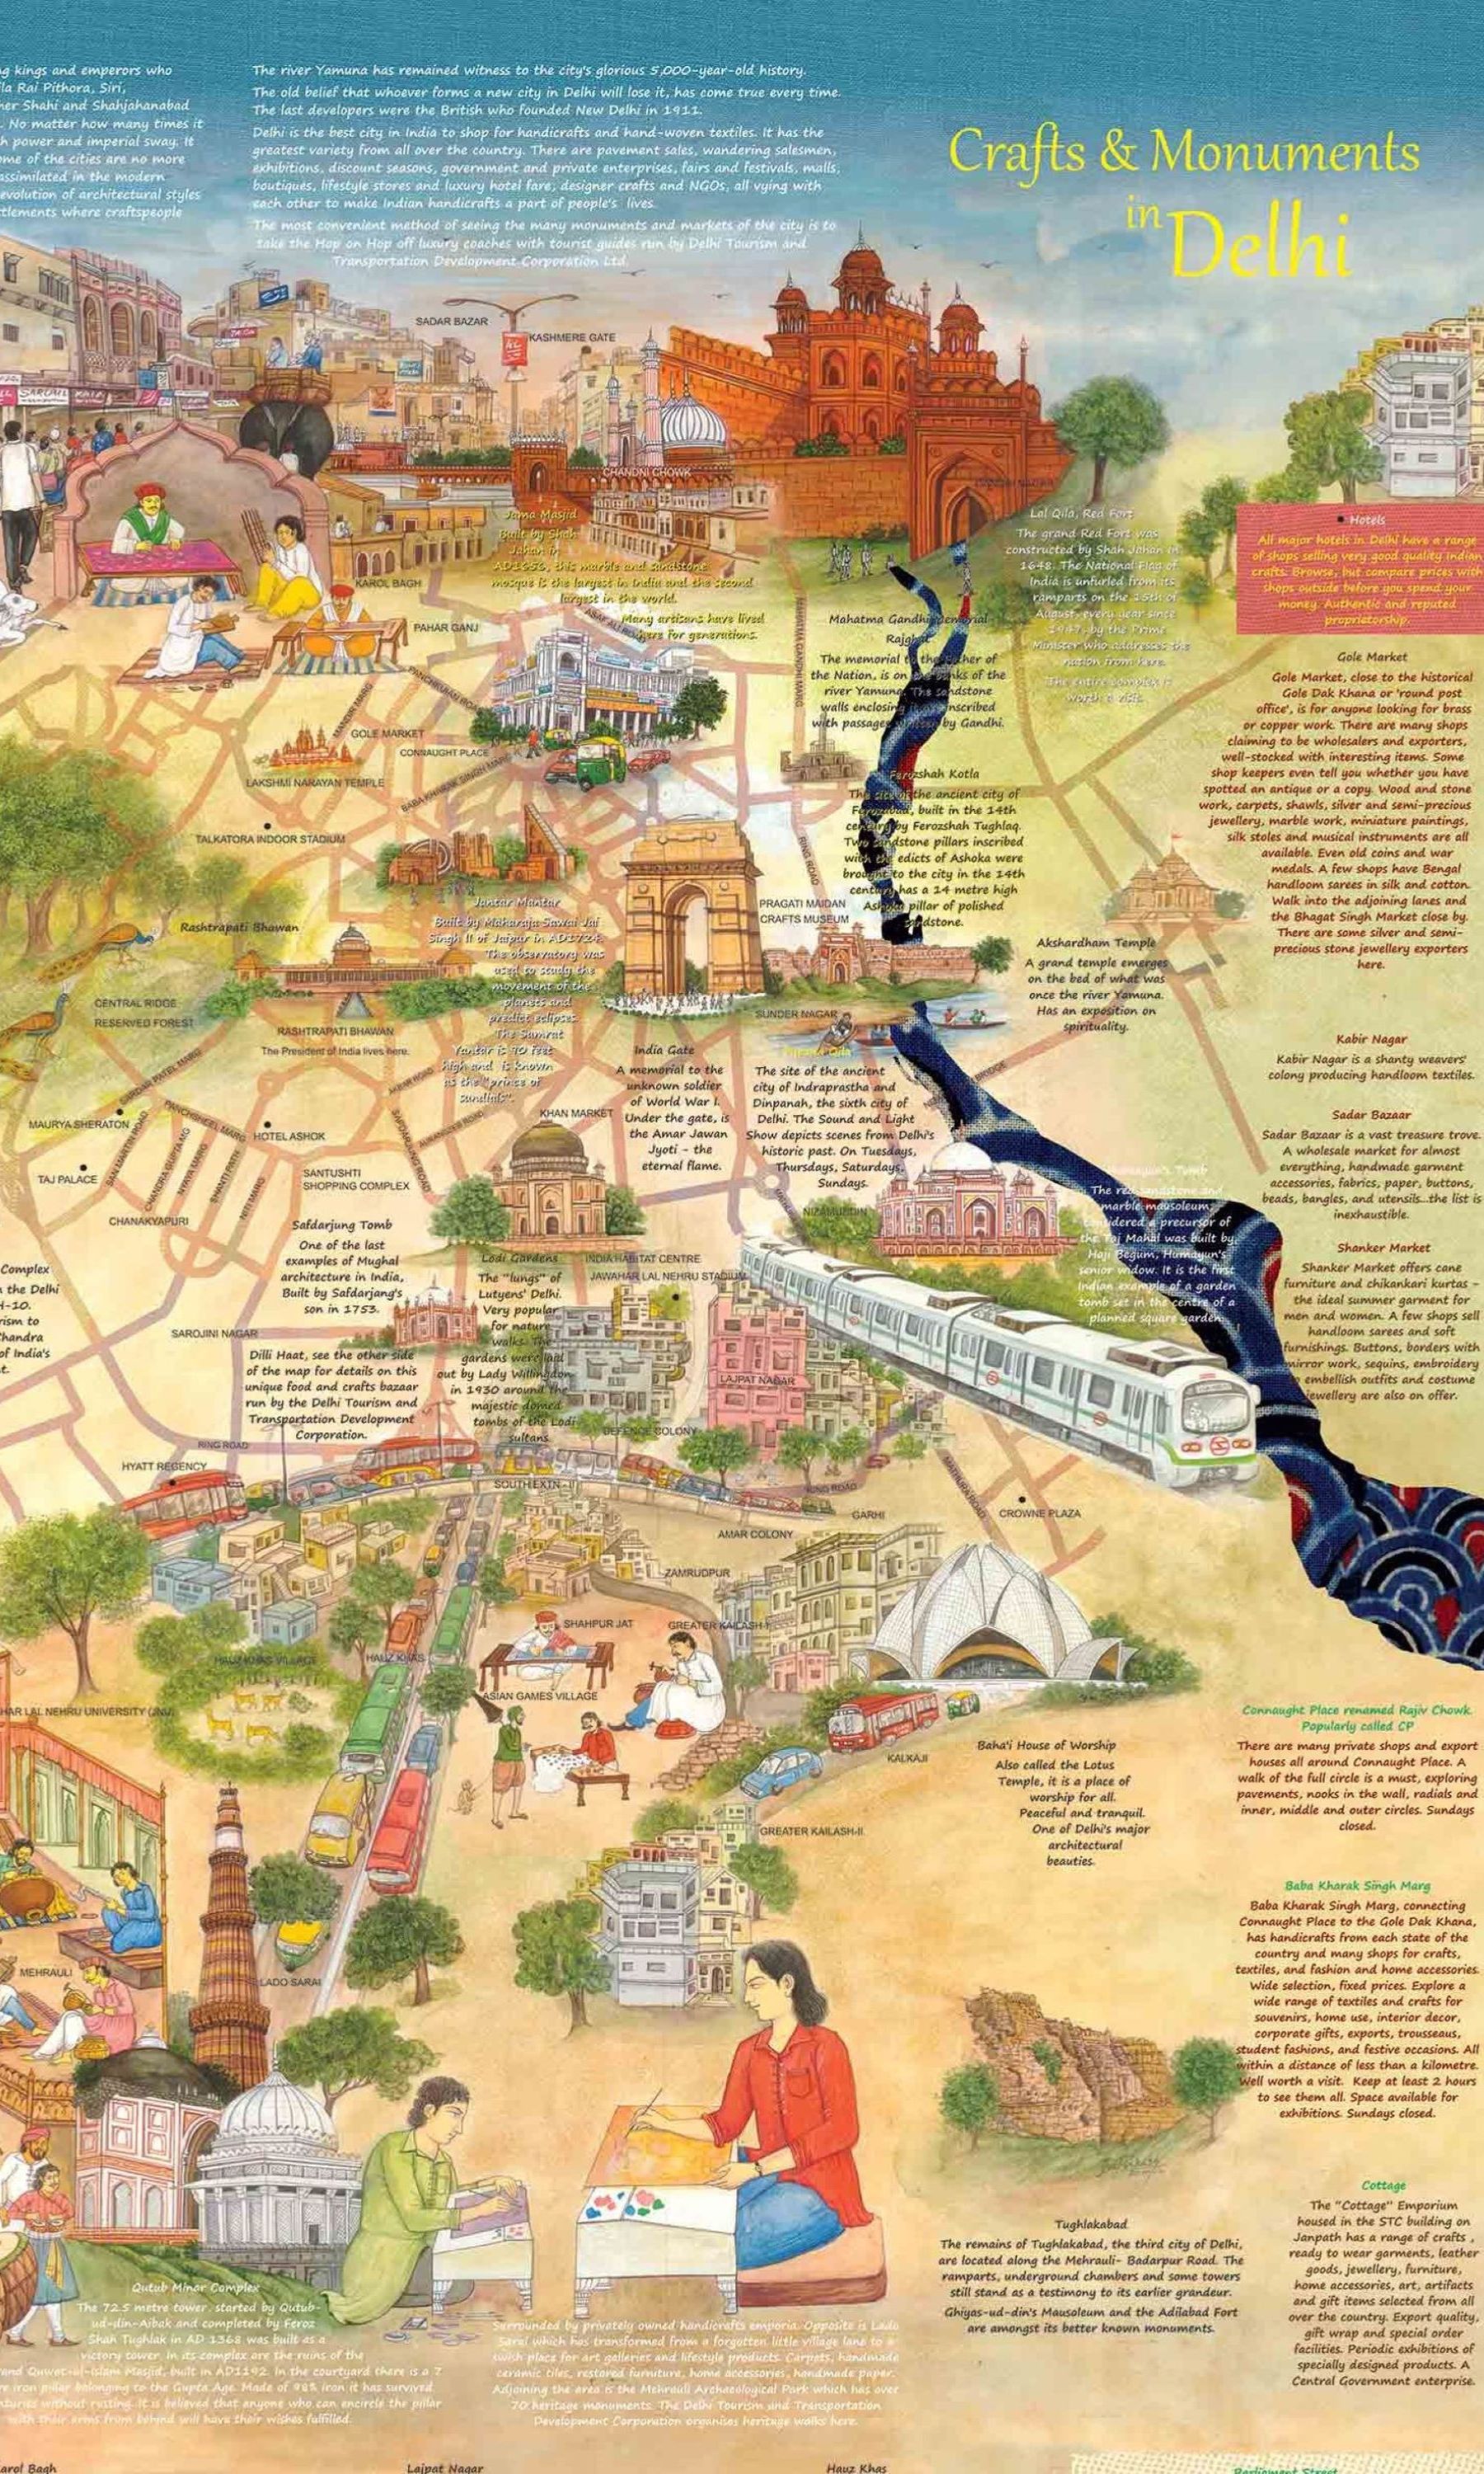 g kings and emperors who
la Rai Pithora, Siri,
her Shahi and Shahjahanabad
. No matter how many times it
h power and imperial sway. It
me of the cities are no more
assimilated in the modern
evolution of architectural styles
tlements where craftspeople
The river Yamuna has remained witness to the city's glorious 5,000-year-old history.
The old belief that whoever forms a new city in Delhi will lose it, has come true every time.
The last developers were the British who founded New Delhi in 1911.
Delhi is the best city in India to shop for handicrafts and hand-woven textiles. It has the
greatest variety from all over the country. There are pavement sales, wandering salesmen,
exhibitions, discount seasons, government and private enterprises, fairs and festivals, malls,
boutiques, lifestyle stores and luxury hotel fare; designer crafts and NGOs, all vying with
each other to make Indian handicrafts a part of people's lives.
The most convenient method of seeing the many monuments and markets of the city is to
take the Hop on Hop off luxury coaches with tourist guides run by Delhi Tourism and
Transportation Development Corporation Ltd.
Crafts & Monuments
in Delhi
SADAR BAZAR
KASHMERE GATE
CHANDNI CHOWK
Jama Masjid
Built by Shah
Jahan in
AD1656, this marble and sandstone
mosque is the largest in India and the second
largest in the world.
Many artisans have lived
here for generations.
KAROL BAGH
PAHAR GANJ
Lal Qila, Red Fort
The grand Red Fort was
constructed by Shah Jahan in
1648. The National Flag of
India is unfurled from its
ramparts on the 15th of
August every year since
1947 by the Prime
Minister who addresses the
nation from here.
The entire complex is
worth a visit.
Hotels
All major hotels in Delhi have a range
of shops selling very good quality Indian
crafts. Browse, but compare prices with
shops outside before you spend your
money. Authentic and reputed
proprietorship.
Mahatma Gandhi Memorial
Rajghat
The memorial to the Father of
the Nation, is on the banks of the
river Yamuna. The sandstone
walls enclosing inscribed
with passages by Gandhi.
MAHATMA GANDHI MARG
PANCHKUIAN ROAD
MANDIR MARG
GOLE MARKET
CONNAUGHT PLACE
BABA KHARAK SINGH MARG
LAKSHMI NARAYAN TEMPLE
TALKATORA INDOOR STADIUM
Gole Market
Gole Market, close to the historical
Gole Dak Khana or 'round post
office', is for anyone looking for brass
or copper work. There are many shops
claiming to be wholesalers and exporters,
well-stocked with interesting items. Some
shop keepers even tell you whether you have
spotted an antique or a copy. Wood and stone
work, carpets, shawls, silver and semi-precious
jewellery, marble work, miniature paintings,
silk stoles and musical instruments are all
available. Even old coins and war
medals. A few shops have Bengal
handloom sarees in silk and cotton.
Walk into the adjoining lanes and
the Bhagat Singh Market close by.
There are some silver and semi-
precious stone jewellery exporters
here.
Ferozshah Kotla
The site of the ancient city of
Ferozabad, built in the 14th
century by Ferozshah Tughlaq.
Two sandstone pillars inscribed
with the edicts of Ashoka were
brought to the city in the 14th
century has a 14 metre high
Ashoka pillar of polished
sandstone.
RING ROAD
PRAGATI MAIDAN
CRAFTS MUSEUM
Jantar Mantar
Built by Maharaja Sawai Jai
Singh II of Jaipur in AD1724.
The observatory was
used to study the
movement of the
planets and
predict eclipses.
The Samrat
Yantar is 90 feet
high and is known
as the "prince of
sundials".
Rashtrapati Bhawan
CENTRAL RIDGE
RESERVED FOREST
RASHTRAPATI BHAWAN
The President of India lives here.
Akshardham Temple
A grand temple emerges
on the bed of what was
once the river Yamuna.
Has an exposition on
spirituality.
SUNDER NAGAR
Purana Qila
The site of the ancient
city of Indraprastha and
Dinpanah, the sixth city of
Delhi. The Sound and Light
Show depicts scenes from Delhi's
historic past. On Tuesdays,
Thursdays, Saturdays,
Sundays.
India Gate
A memorial to the
unknown soldier
of World War I.
Under the gate, is
the Amar Jawan
Jyoti - the
eternal flame.
Kabir Nagar
Kabir Nagar is a shanty weavers'
colony producing handloom textiles.
Sadar Bazaar
Sadar Bazaar is a vast treasure trove.
A wholesale market for almost
everything, handmade garment
accessories, fabrics, paper, buttons,
beads, bangles, and utensils...the list is
inexhaustible.
Shanker Market
Shanker Market offers cane
furniture and chikankari kurtas -
the ideal summer garment for
men and women. A few shops sell
handloom sarees and soft
furnishings. Buttons, borders with
mirror work, sequins, embroidery
embellish outfits and costume
jewellery are also on offer.
SARDAR PATEL MARG
PANCHSHEEL MARG
SAN MARTIN ROAD
CHANDRA GUPTA MG
NYAYA MARG
SHANTIPATH
NITI MARG
SAFDARJUNG ROAD
MAURYA SHERATON
HOTEL ASHOK
TAJ PALACE
CHANAKYAPURI
SANTUSHTI
SHOPPING COMPLEX
KHAN MARKET
NIZAMUDDIN
Humayun's Tomb
The red sandstone and
marble mausoleum,
considered a precursor of
the Taj Mahal was built by
Haji Begum, Humayun's
senior widow. It is the first
Indian example of a garden
tomb set in the centre of a
planned square garden.
Safdarjung Tomb
One of the last
examples of Mughal
architecture in India,
Built by Safdarjang's
son in 1753.
Lodi Gardens
The "lungs" of
Lutyens' Delhi.
Very popular
for nature
walks. The
gardens were laid
out by Lady Willingdon
in 1930 around the
majestic domed
tombs of the Lodi
sultans.
INDIA HABITAT CENTRE
JAWAHAR LAL NEHRU STADIUM
Complex
the Delhi
-10.
rism to
handra
of India's
t.
SAROJINI NAGAR
Dilli Haat, see the other side
of the map for details on this
unique food and crafts bazaar
run by the Delhi Tourism and
Transportation Development
Corporation.
LAJPAT NAGAR
DEFENCE COLONY
RING ROAD
HYATT REGENCY
SOUTH EXTN - II
RING ROAD
GARHI
AMAR COLONY
MATHURA ROAD
CROWNE PLAZA
ZAMRUDPUR
SHAHPUR JAT
GREATER KAILASH-I
HAUZ KHAS VILLAGE
HAUZ KHAS
ASIAN GAMES VILLAGE
HAR LAL NEHRU UNIVERSITY (JNU)
KALKAJI
Baha'i House of Worship
Also called the Lotus
Temple, it is a place of
worship for all.
Peaceful and tranquil.
One of Delhi's major
architectural
beauties.
Connaught Place renamed Rajiv Chowk
Popularly called CP
There are many private shops and export
houses all around Connaught Place. A
walk of the full circle is a must, exploring
pavements, nooks in the wall, radials and
inner, middle and outer circles. Sundays
closed.
GREATER KAILASH-II
Baba Kharak Singh Marg
Baba Kharak Singh Marg, connecting
Connaught Place to the Gole Dak Khana,
has handicrafts from each state of the
country and many shops for crafts,
textiles, and fashion and home accessories.
Wide selection, fixed prices. Explore a
wide range of textiles and crafts for
souvenirs, home use, interior decor,
corporate gifts, exports, trousseaus,
student fashions, and festive occasions. All
within a distance of less than a kilometre.
Well worth a visit. Keep at least 2 hours
to see them all. Space available for
exhibitions. Sundays closed.
MEHRAULI
LADO SARAI
Cottage
The "Cottage" Emporium
housed in the STC building on
Janpath has a range of crafts ,
ready to wear garments, leather
goods, jewellery, furniture,
home accessories, art, artifacts
and gift items selected from all
over the country. Export quality,
gift wrap and special order
facilities. Periodic exhibitions of
specially designed products. A
Central Government enterprise.
Tughlakabad
The remains of Tughlakabad, the third city of Delhi,
are located along the Mehrauli- Badarpur Road. The
ramparts, underground chambers and some towers
still stand as a testimony to its earlier grandeur.
Ghiyas-ud-din's Mausoleum and the Adilabad Fort
are amongst its better known monuments.
Qutub Minar Complex
The 72.5 metre tower, started by Qutub-
ud-din-Aibak and completed by Feroz
Shah Tughlak in AD 1368 was built as a
victory tower. In its complex are the ruins of the
and Quwet-ul-Islam Masjid, built in AD1192. In the courtyard there is a 7
re iron pillar belonging to the Gupta Age. Made of 98% iron it has survived
turies without rusting. It is believed that anyone who can encircle the pillar
with their arms from behind will have their wishes fulfilled.
Surrounded by privately owned handicrafts emporia. Opposite is Lado
Sarai which has transformed from a forgotten little village lane to a
swish place for art galleries and lifestyle products. Carpets, handmade
ceramic tiles, restored furniture, home accessories, handmade paper.
Adjoining the area is the Mehrauli Archaeological Park which has over
70 heritage monuments. The Delhi Tourism and Transportation
Development Corporation organises heritage walks here.
arol Bagh
Lajpat Nagar
Hauz Khas
Parliament Street